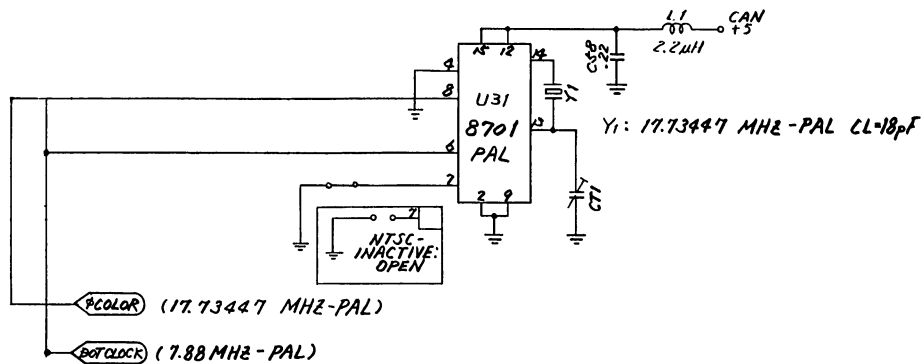 L1
CAN
+5
2.2µH
C58
.22
15
12
14
4
8
U31
8701
PAL
Y1
13
Y1: 17.73447 MHZ-PAL CL=18pF
6
7
2
9
CT1
7
NTSC-
INACTIVE:
OPEN
ØCOLOR (17.73447 MHZ-PAL)
DOTCLOCK (7.88 MHZ-PAL)